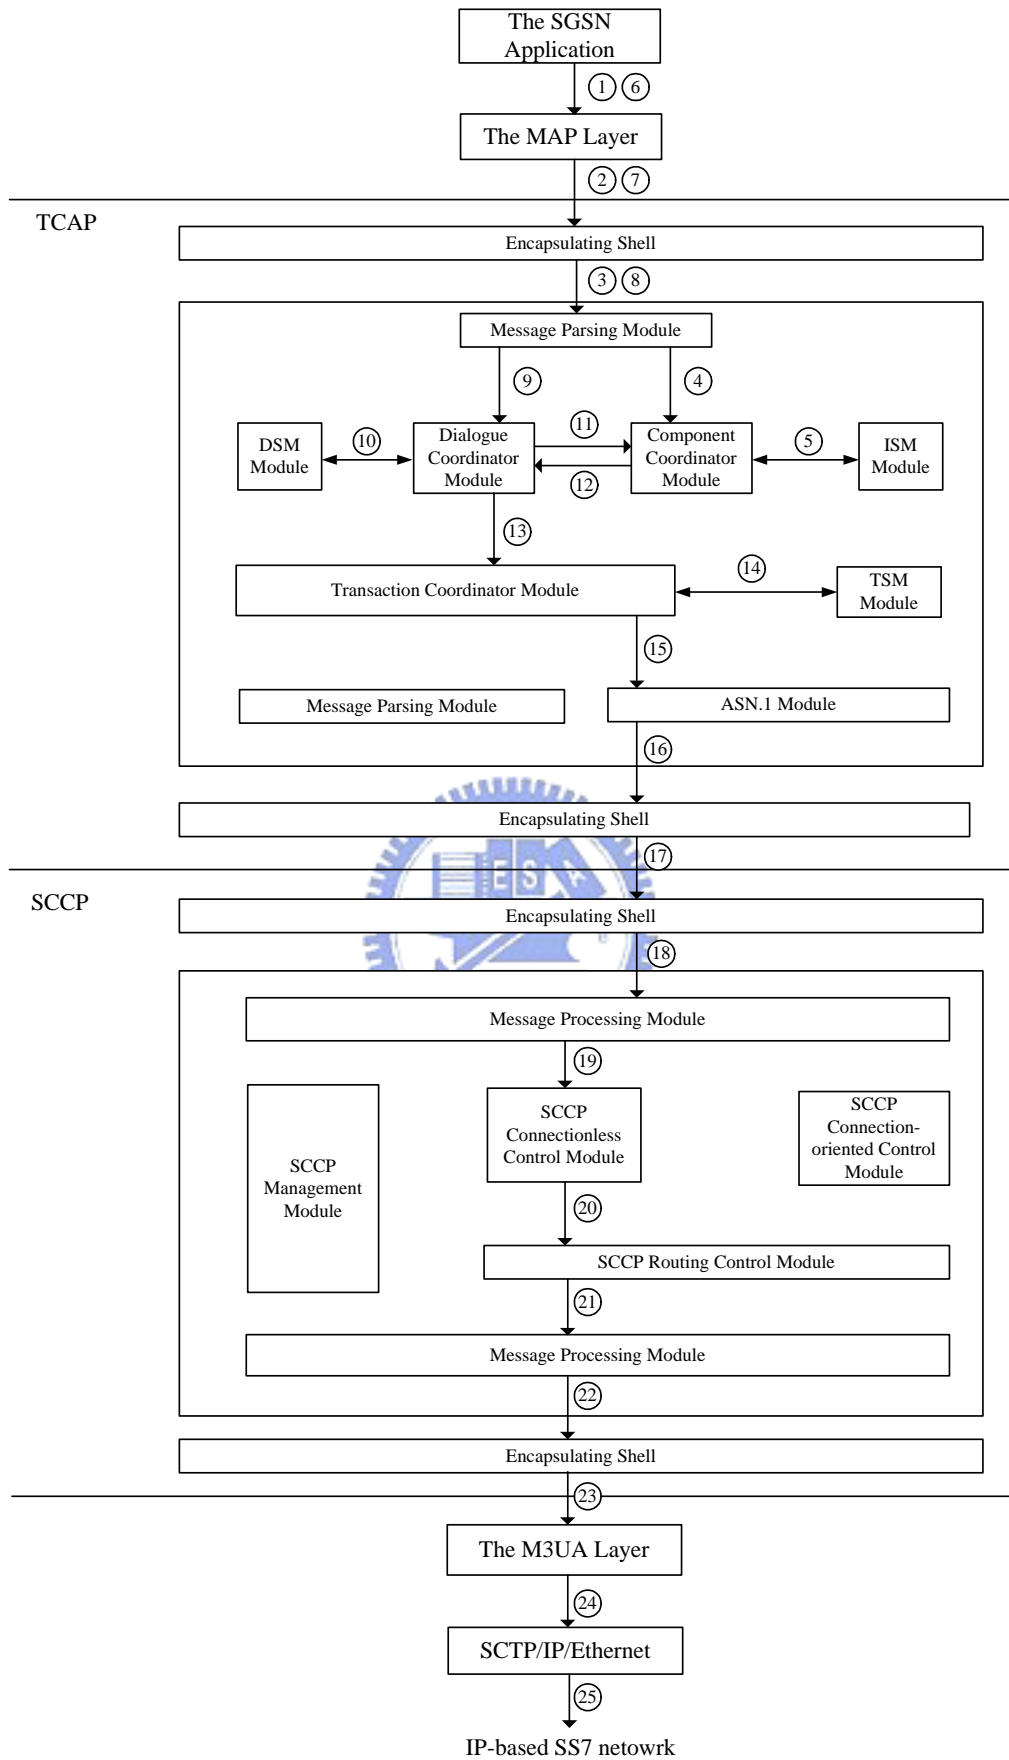 The SGSN
Application
1 6
The MAP Layer
2 7
TCAP
Encapsulating Shell
3 8
Message Parsing Module
9 4
DSM
Module
10
Dialogue
Coordinator
Module
11
12
Component
Coordinator
Module
5
ISM
Module
13
Transaction Coordinator Module
14
TSM
Module
15
Message Parsing Module
ASN.1 Module
16
Encapsulating Shell
17
ESA
SCCP
Encapsulating Shell
18
Message Processing Module
19
SCCP
Management
Module
SCCP
Connectionless
Control Module
SCCP
Connection-
oriented Control
Module
20
SCCP Routing Control Module
21
Message Processing Module
22
Encapsulating Shell
23
The M3UA Layer
24
SCTP/IP/Ethernet
25
IP-based SS7 netowrk